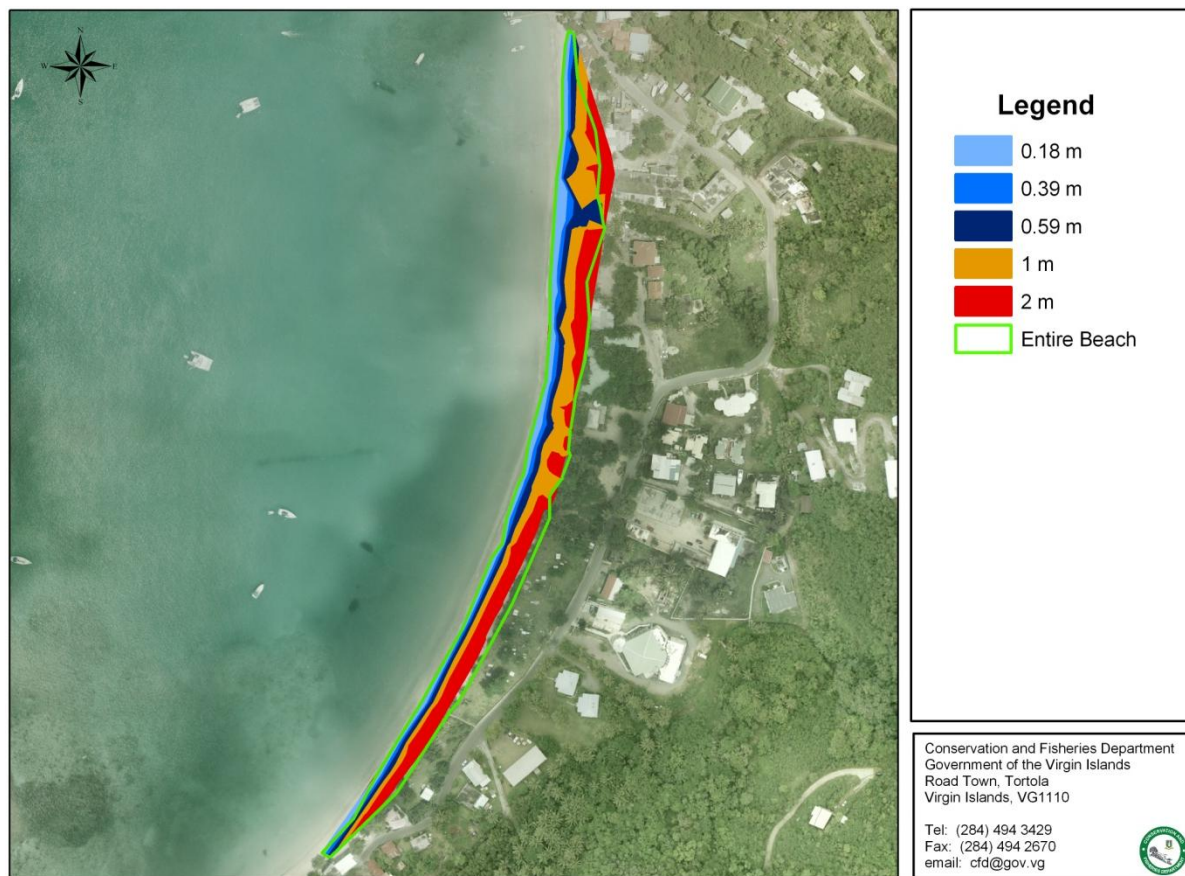 N
W E
S
Legend
0.18 m
0.39 m
0.59 m
1 m
2 m
Entire Beach
Conservation and Fisheries Department
Government of the Virgin Islands
Road Town, Tortola
Virgin Islands, VG1110
Tel: (284) 494 3429
Fax: (284) 494 2670
email: cfd@gov.vg